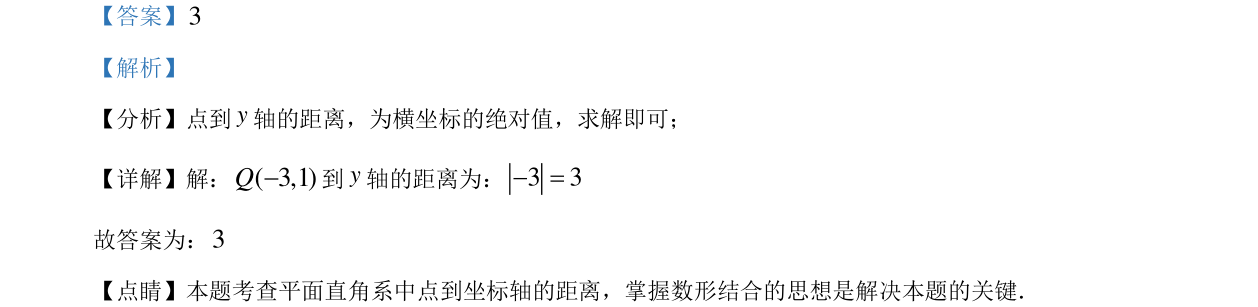 【答案】3
【解析】
【分析】点到 y 轴的距离，为横坐标的绝对值，求解即可；
【详解】解：Q(−3,1) 到 y 轴的距离为：|−3| = 3
故答案为：3
【点睛】本题考查平面直角系中点到坐标轴的距离，掌握数形结合的思想是解决本题的关键．